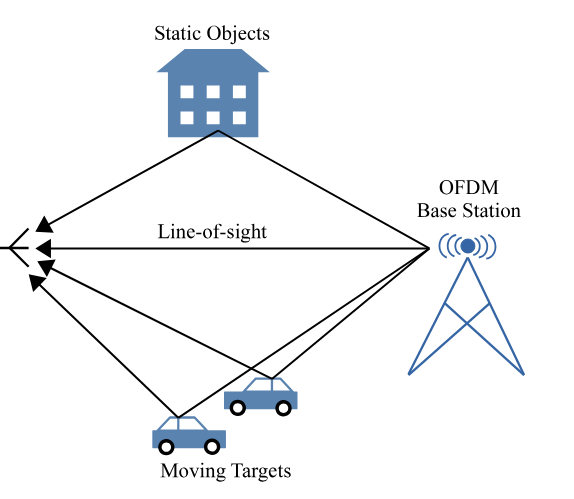 Static Objects
OFDM
Base Station
Line-of-sight
Moving Targets